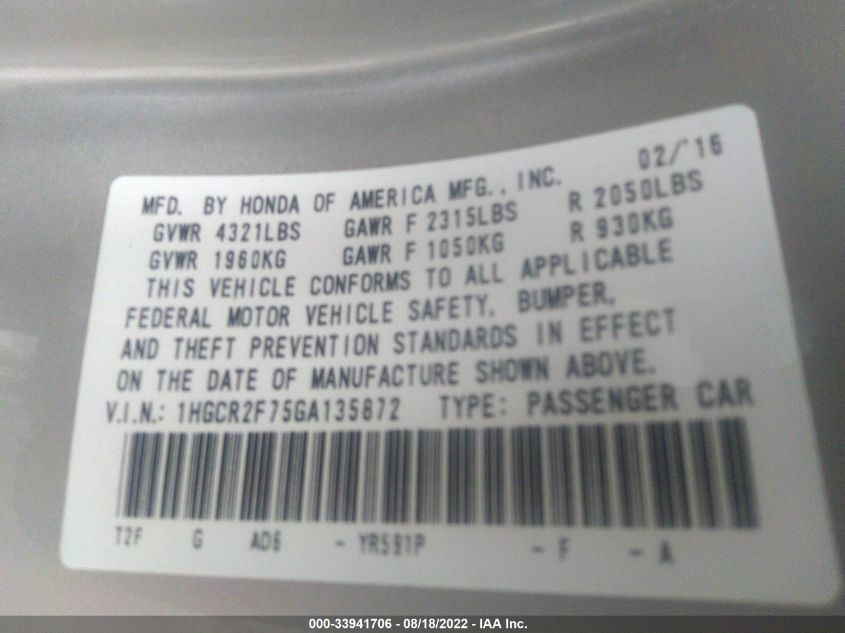 02/'16
MFD. BY HONDA OF AMERICA MFG., INC.
GVWR 4321LBS GAWR F 2315LBS R 2050LBS
GVWR 1960KG GAWR F 1050KG R 930KG
THIS VEHICLE CONFORMS TO ALL APPLICABLE
FEDERAL MOTOR VEHICLE SAFETY, BUMPER,
AND THEFT PREVENTION STANDARDS IN EFFECT
ON THE DATE OF MANUFACTURE SHOWN ABOVE.
V.I.N.: 1HGCR2F75GA135872 TYPE: PASSENGER CAR
T2F G AD6 - YR591P - F - A
000-33941706 - 08/18/2022 - IAA Inc.